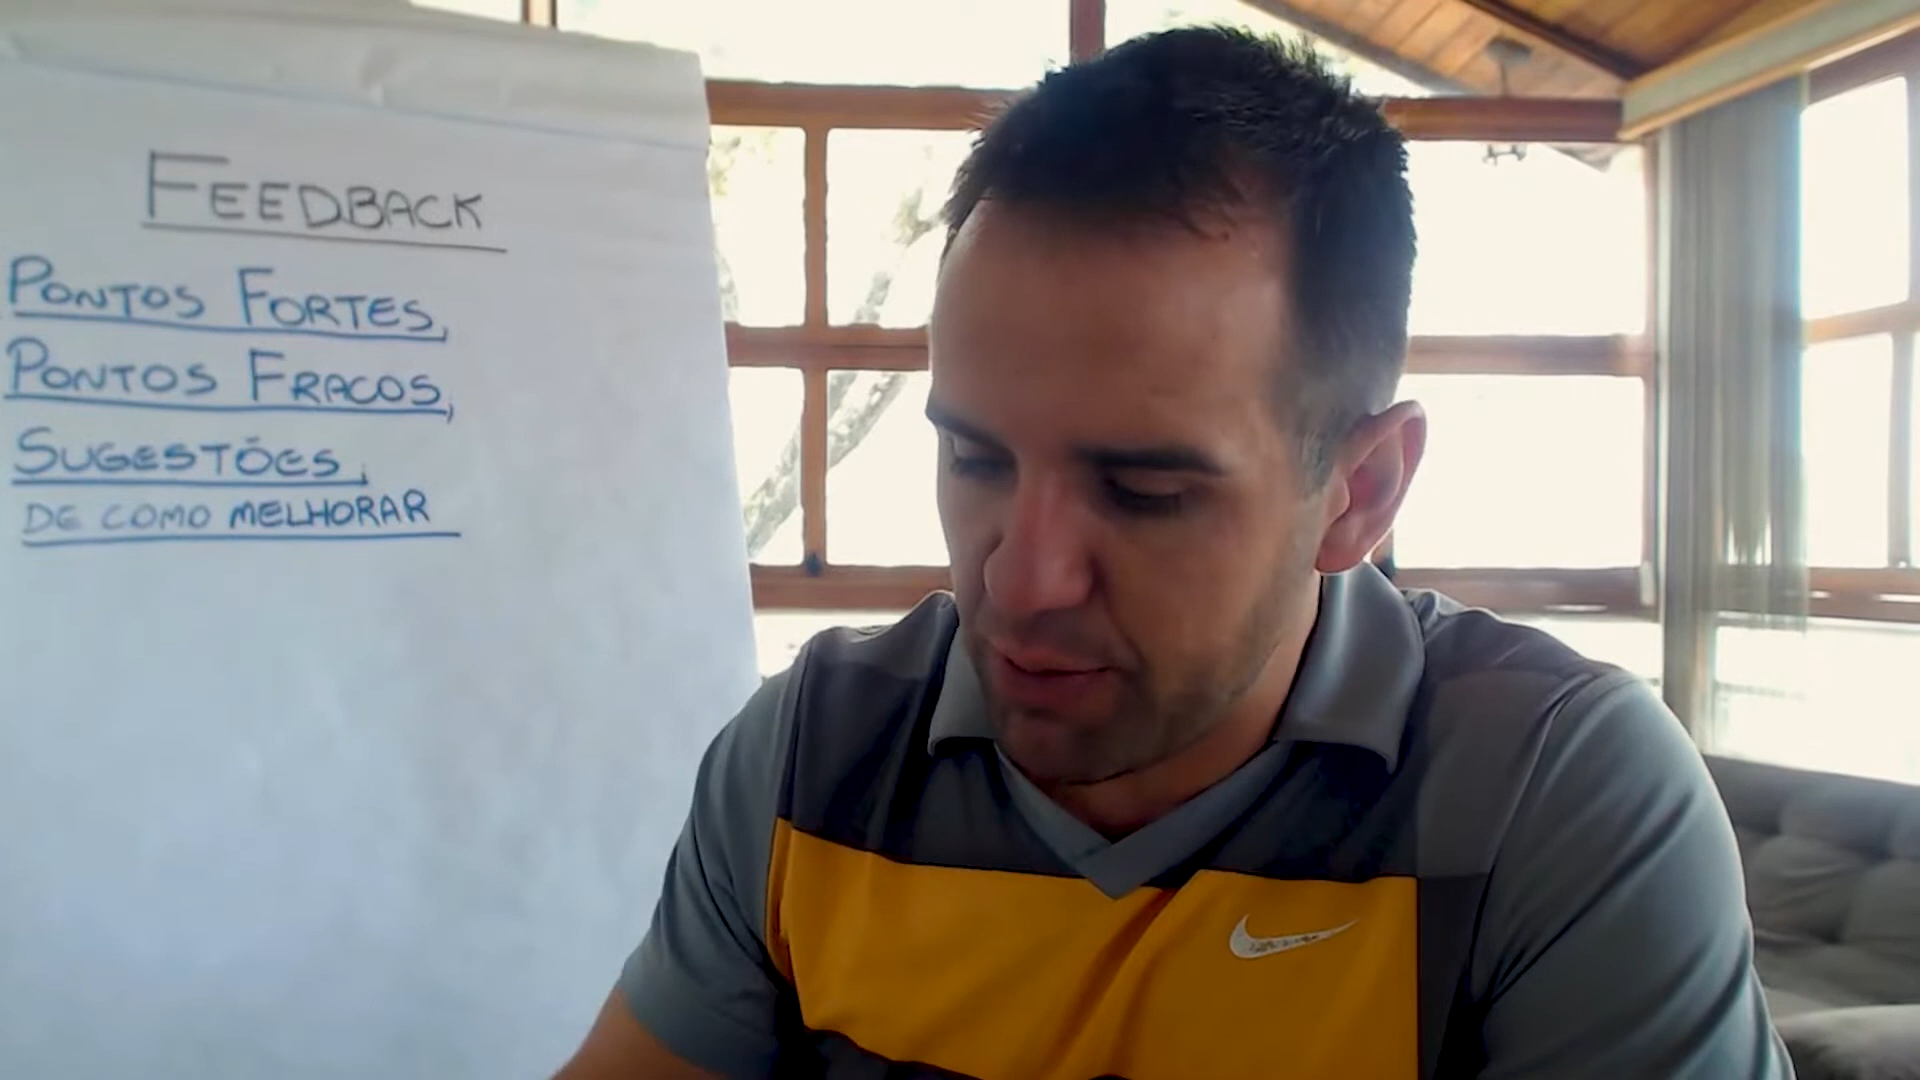 FEEDBACK
PONTOS FORTES,
PONTOS FRACOS,
SUGESTÕES,
DE COMO MELHORAR